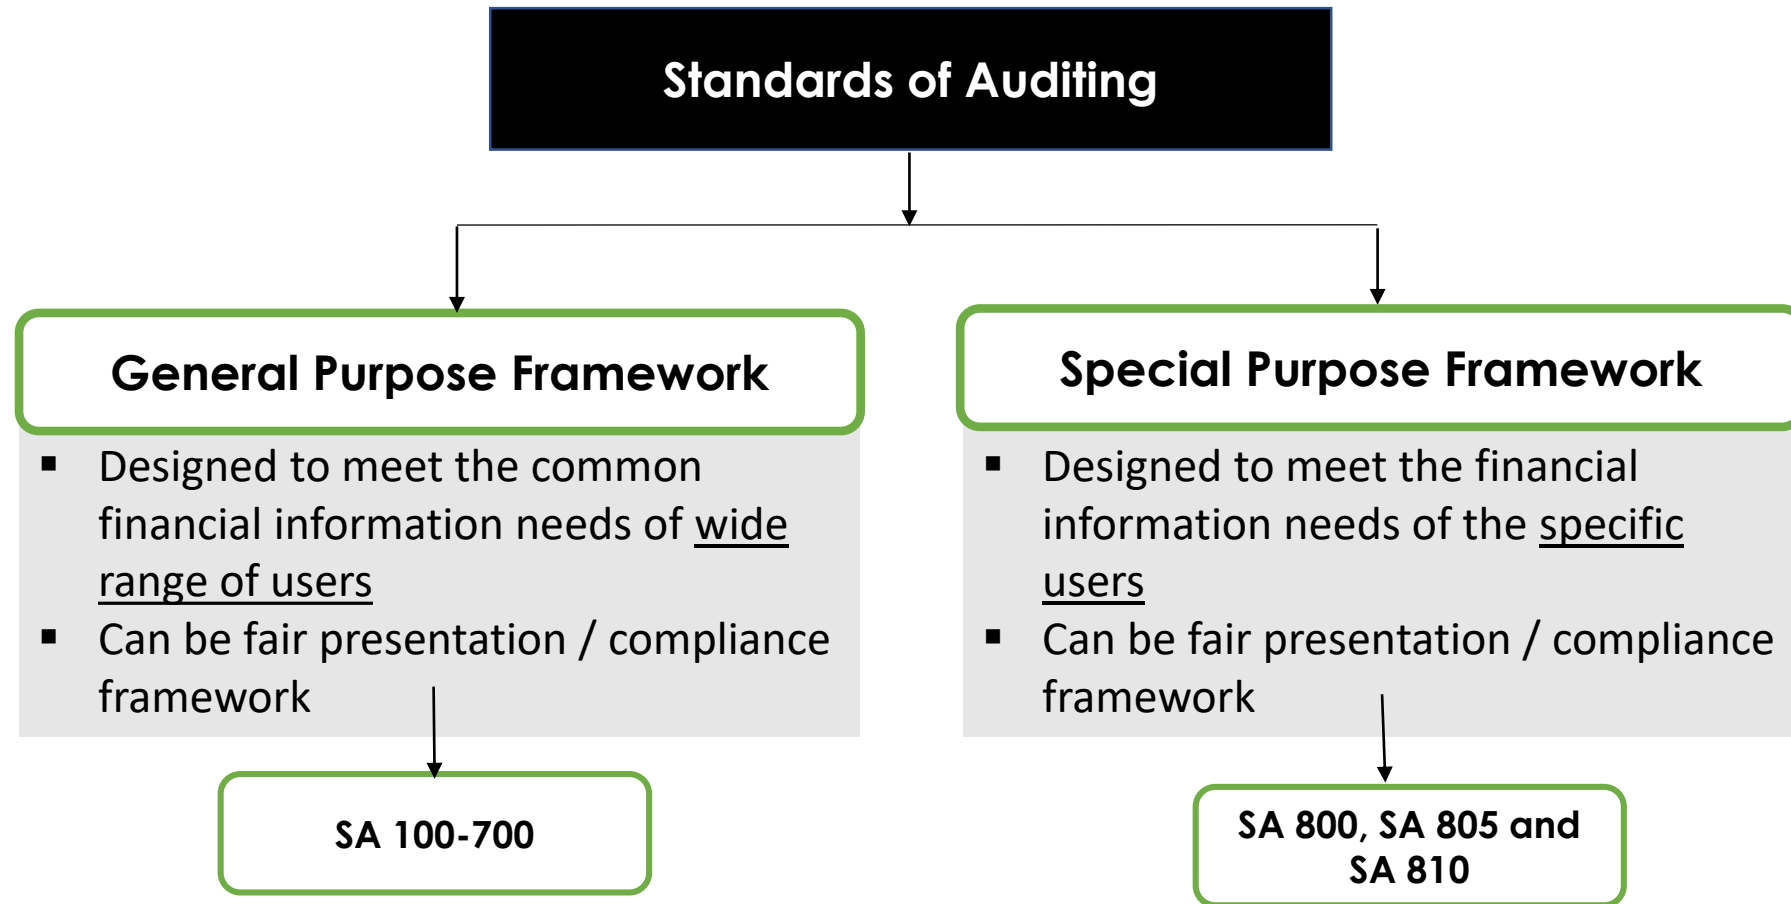 Standards of Auditing
General Purpose Framework
▪ Designed to meet the common
financial information needs of wide
range of users
▪ Can be fair presentation / compliance
framework
SA 100-700
Special Purpose Framework
▪ Designed to meet the financial
information needs of the specific
users
▪ Can be fair presentation / compliance
framework
SA 800, SA 805 and
SA 810